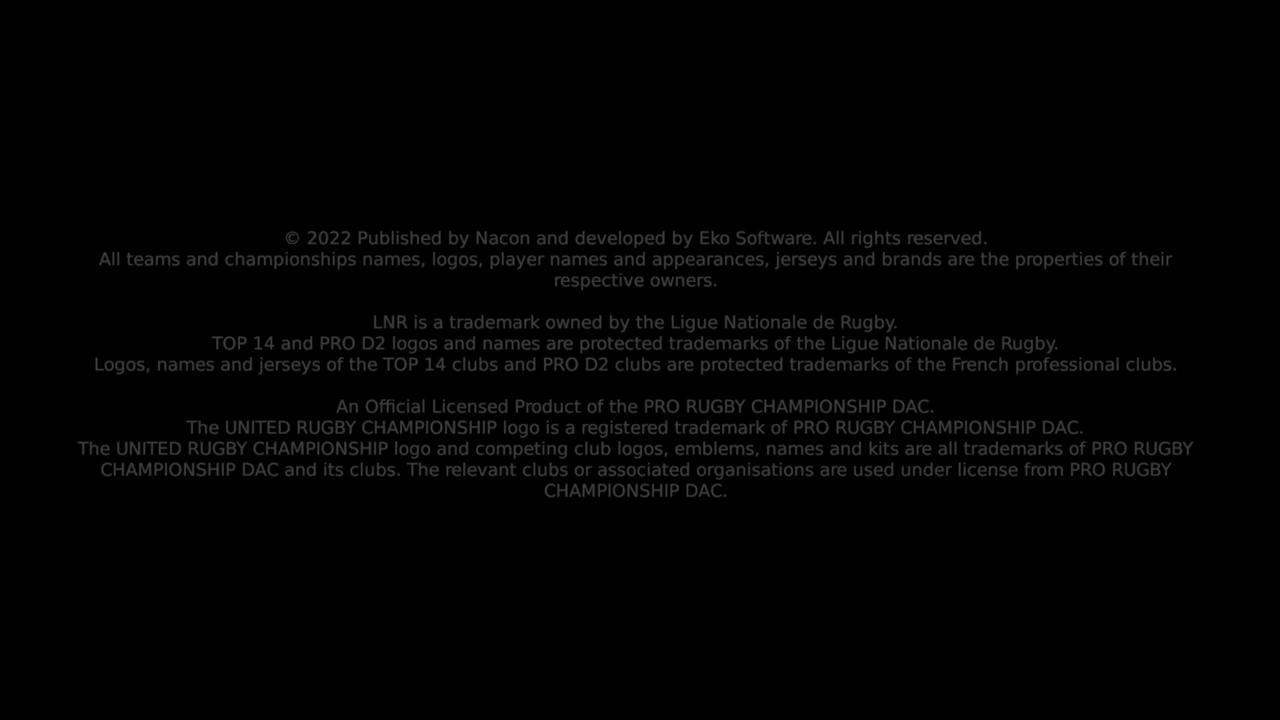 © 2022 Published by Nacon and developed by Eko Software. All rights reserved.
All teams and championships names, logos, player names and appearances, jerseys and brands are the properties of their
respective owners.
LNR is a trademark owned by the Ligue Nationale de Rugby.
TOP 14 and PRO D2 logos and names are protected trademarks of the Ligue Nationale de Rugby.
Logos, names and jerseys of the TOP 14 clubs and PRO D2 clubs are protected trademarks of the French professional clubs.
An Official Licensed Product of the PRO RUGBY CHAMPIONSHIP DAC.
The UNITED RUGBY CHAMPIONSHIP logo is a registered trademark of PRO RUGBY CHAMPIONSHIP DAC.
The UNITED RUGBY CHAMPIONSHIP logo and competing club logos, emblems, names and kits are all trademarks of PRO RUGBY
CHAMPIONSHIP DAC and its clubs. The relevant clubs or associated organisations are used under license from PRO RUGBY
CHAMPIONSHIP DAC.